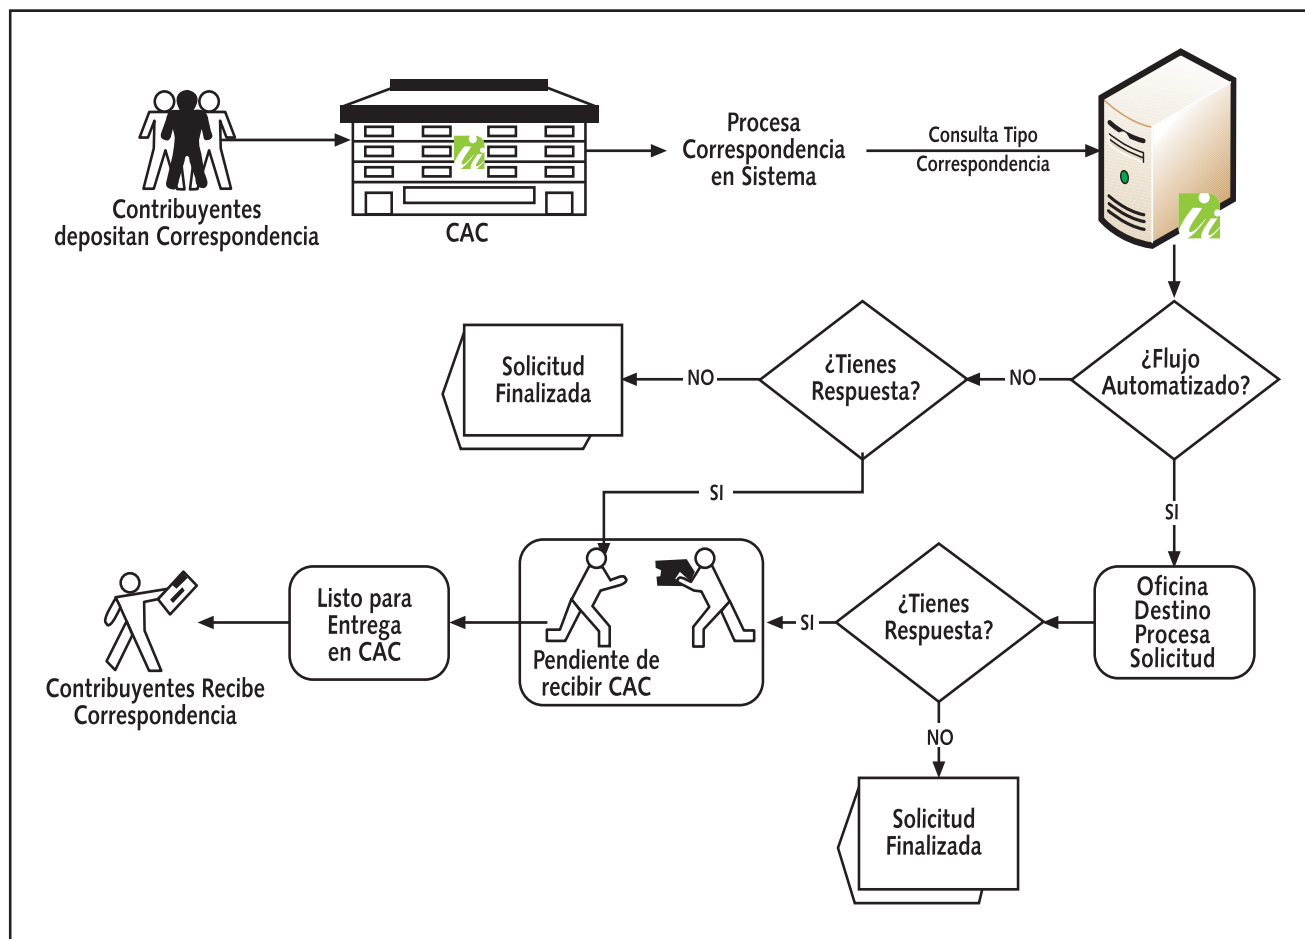 Contribuyentes
depositan Correspondencia
CAC
Procesa
Correspondencia
en Sistema
Consulta Tipo
Correspondencia
¿Flujo
Automatizado?
NO
¿Tienes
Respuesta?
NO
Solicitud
Finalizada
SI
SI
Oficina
Destino
Procesa
Solicitud
¿Tienes
Respuesta?
SI
Pendiente de
recibir CAC
Listo para
Entrega
en CAC
Contribuyentes Recibe
Correspondencia
NO
Solicitud
Finalizada